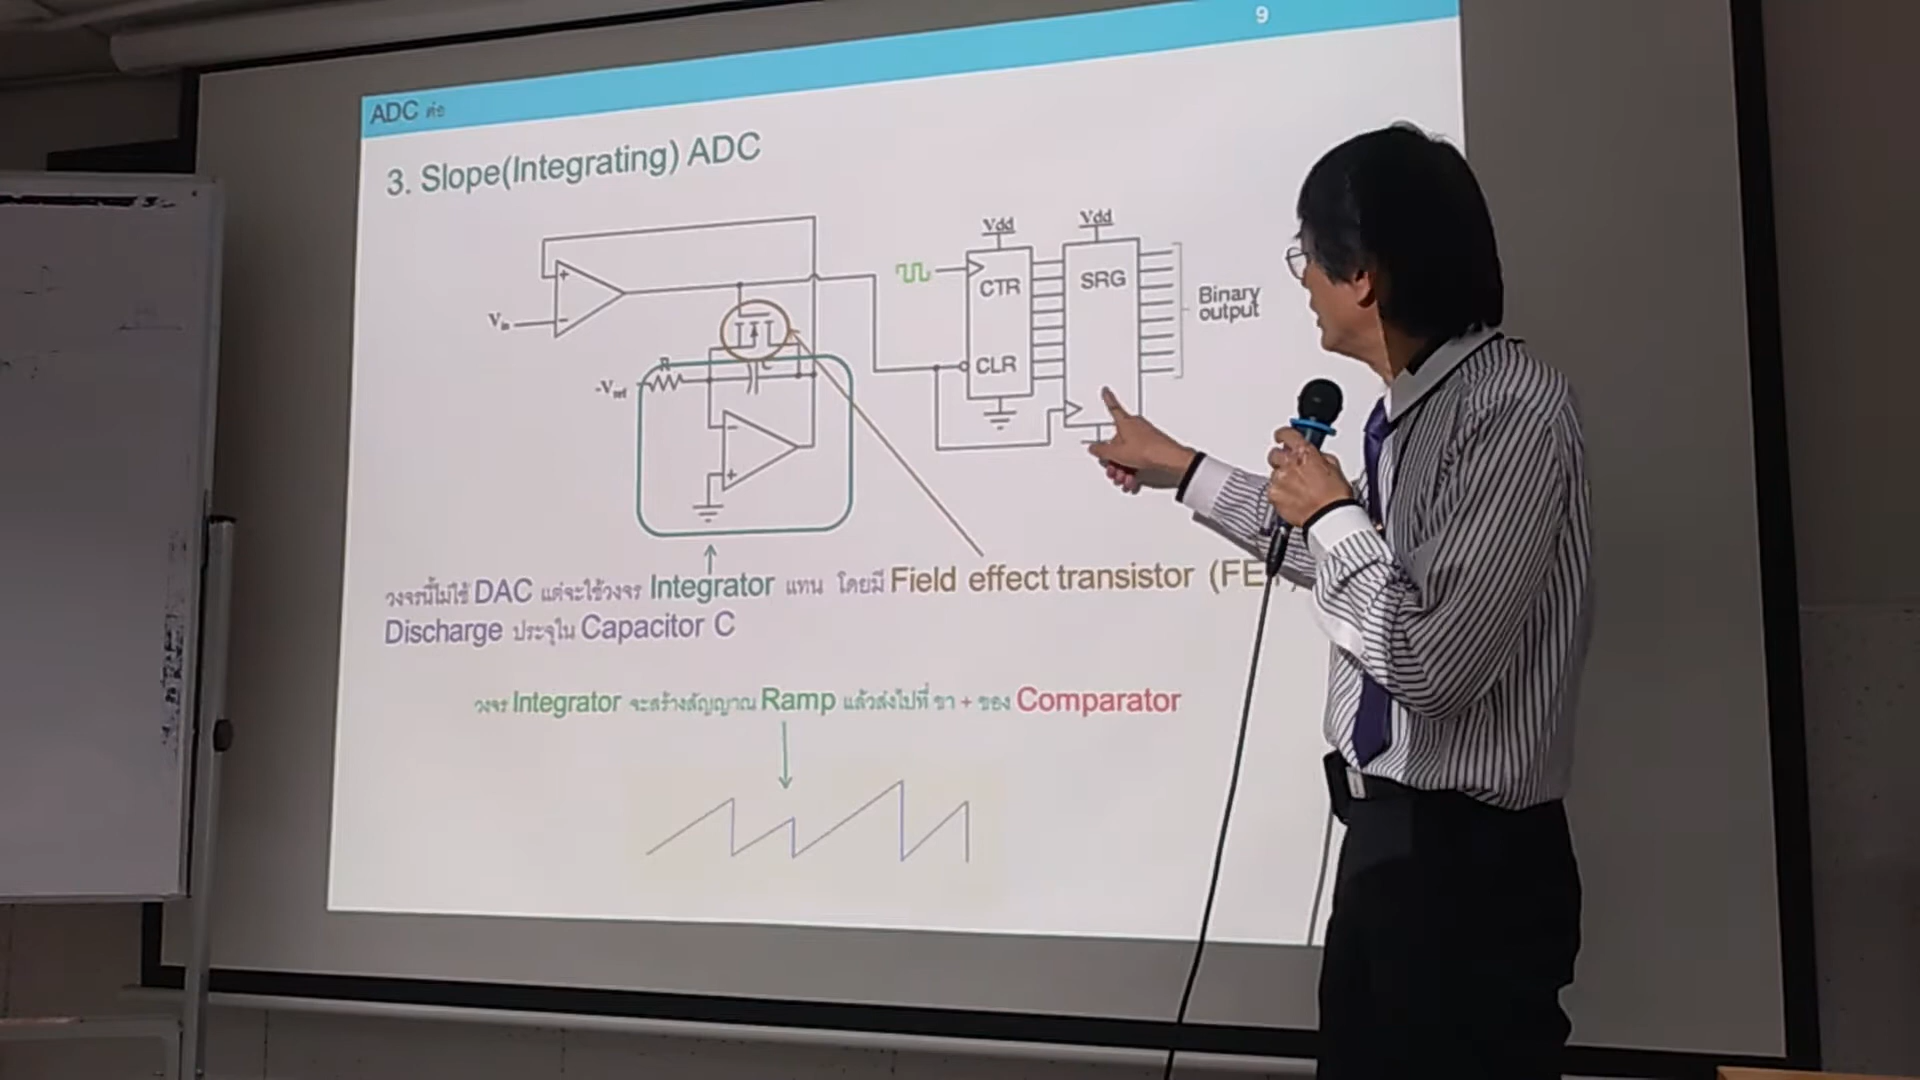 9
ADC ต่อ
3. Slope(Integrating) ADC
Vdd
Vdd
CTR
SRG
Binary
output
CLR
Vin
+
-
R
C
-Vref
-
+
วงจรนี้ไม่ใช้ DAC แต่จะใช้วงจร Integrator แทน โดยมี Field effect transistor (FE
Discharge ประจุใน Capacitor C
วงจร Integrator จะสร้างสัญญาณ Ramp แล้วส่งไปที่ ขา + ของ Comparator